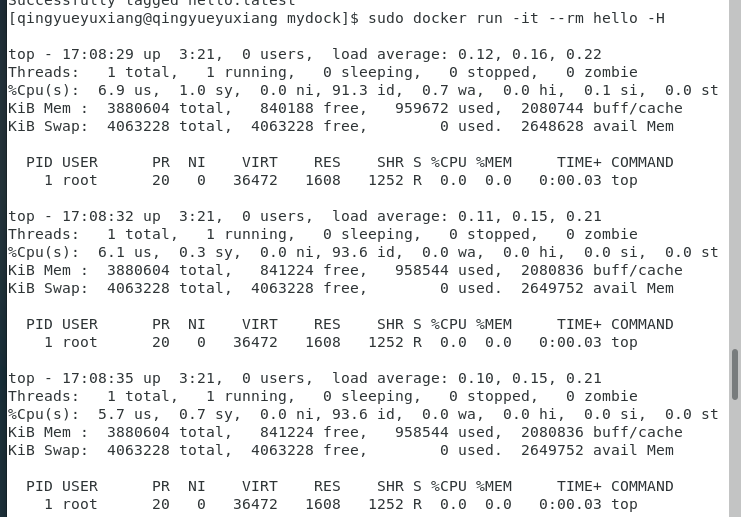 Successfully tagged hello:latest
[qingyueyuxiang@qingyueyuxiang mydock]$ sudo docker run -it --rm hello -H
top - 17:08:29 up  3:21,  0 users,  load average: 0.12, 0.16, 0.22
Threads:   1 total,   1 running,   0 sleeping,   0 stopped,   0 zombie
%Cpu(s):  6.9 us,  1.0 sy,  0.0 ni, 91.3 id,  0.7 wa,  0.0 hi,  0.1 si,  0.0 st
KiB Mem :  3880604 total,   840188 free,   959672 used,  2080744 buff/cache
KiB Swap:  4063228 total,  4063228 free,        0 used.  2648628 avail Mem
  PID USER      PR  NI    VIRT    RES    SHR S %CPU %MEM     TIME+ COMMAND
    1 root      20   0   36472   1608   1252 R  0.0  0.0   0:00.03 top
top - 17:08:32 up  3:21,  0 users,  load average: 0.11, 0.15, 0.21
Threads:   1 total,   1 running,   0 sleeping,   0 stopped,   0 zombie
%Cpu(s):  6.1 us,  0.3 sy,  0.0 ni, 93.6 id,  0.0 wa,  0.0 hi,  0.0 si,  0.0 st
KiB Mem :  3880604 total,   841224 free,   958544 used,  2080836 buff/cache
KiB Swap:  4063228 total,  4063228 free,        0 used.  2649752 avail Mem
  PID USER      PR  NI    VIRT    RES    SHR S %CPU %MEM     TIME+ COMMAND
    1 root      20   0   36472   1608   1252 R  0.0  0.0   0:00.03 top
top - 17:08:35 up  3:21,  0 users,  load average: 0.10, 0.15, 0.21
Threads:   1 total,   1 running,   0 sleeping,   0 stopped,   0 zombie
%Cpu(s):  5.7 us,  0.7 sy,  0.0 ni, 93.6 id,  0.0 wa,  0.0 hi,  0.0 si,  0.0 st
KiB Mem :  3880604 total,   841224 free,   958544 used,  2080836 buff/cache
KiB Swap:  4063228 total,  4063228 free,        0 used.  2649752 avail Mem
  PID USER      PR  NI    VIRT    RES    SHR S %CPU %MEM     TIME+ COMMAND
    1 root      20   0   36472   1608   1252 R  0.0  0.0   0:00.03 top